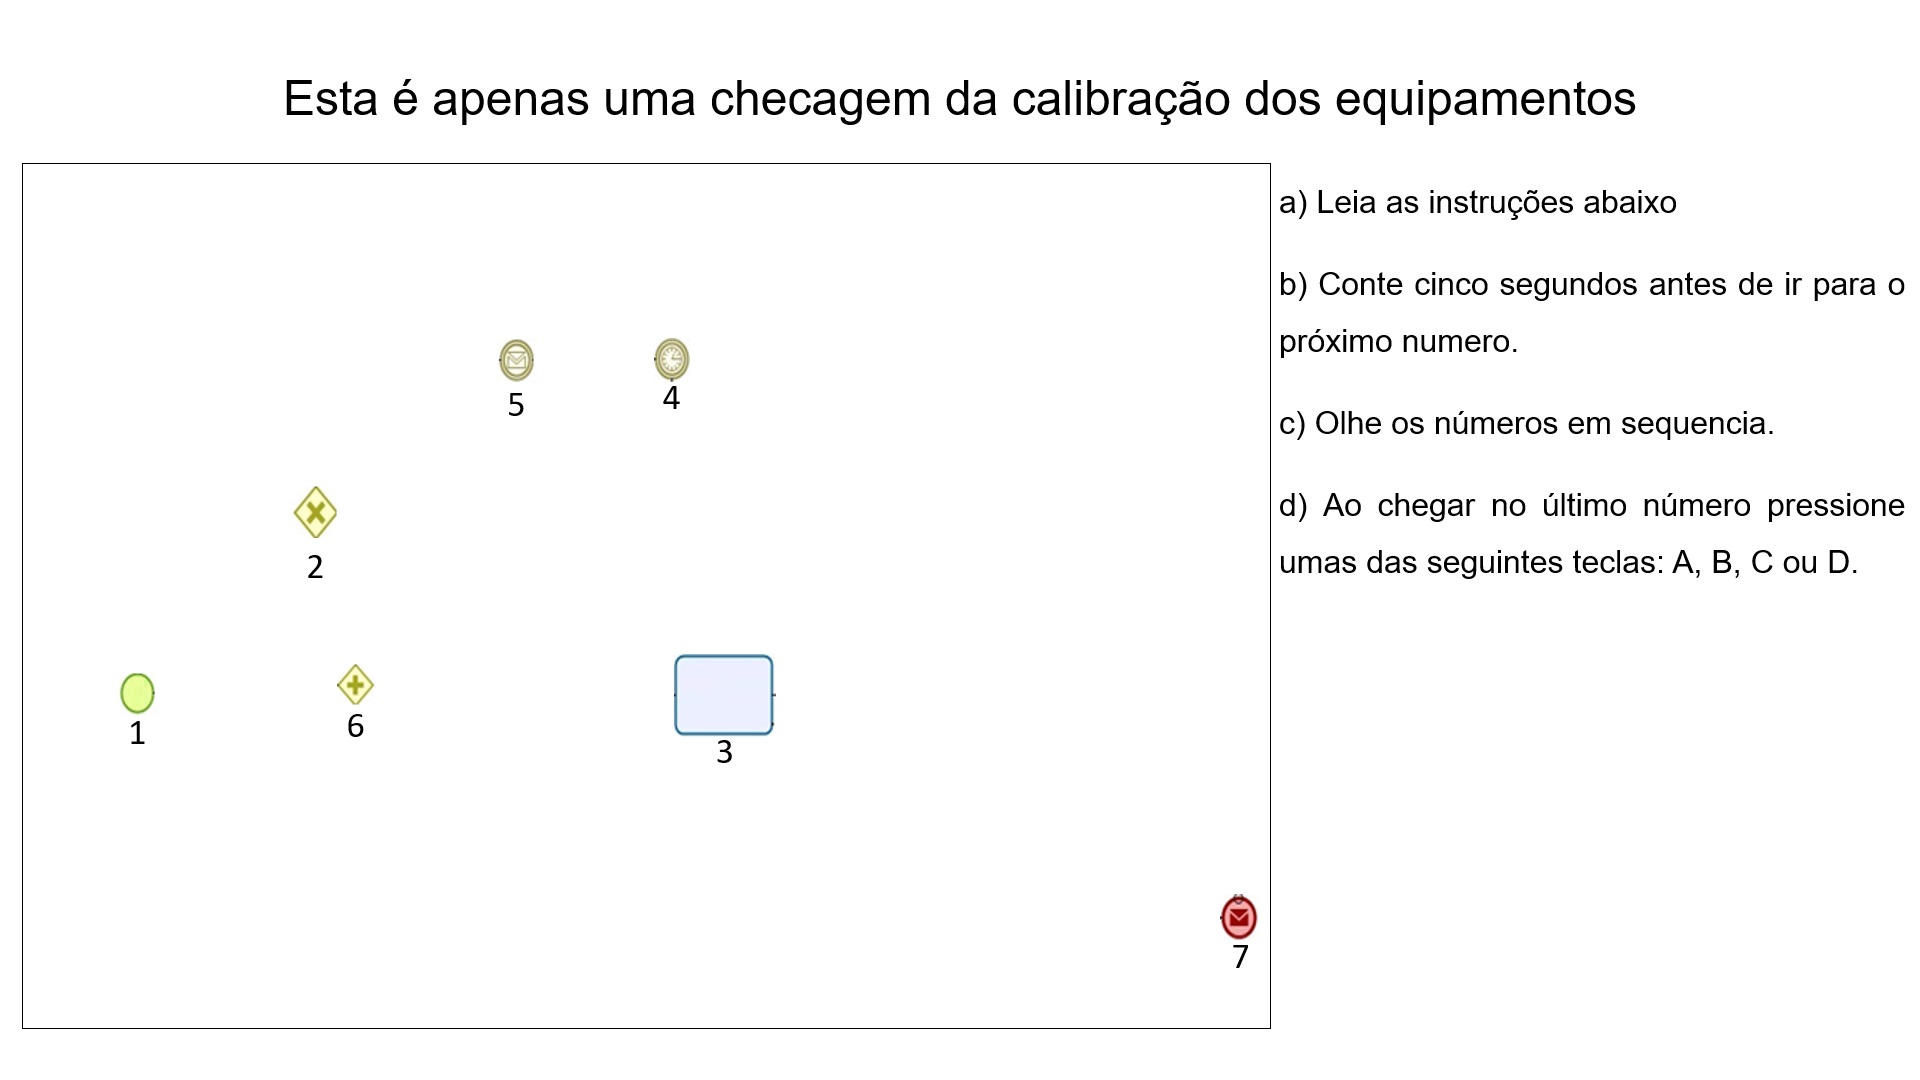 Esta é apenas uma checagem da calibração dos equipamentos
a) Leia as instruções abaixo
b) Conte cinco segundos antes de ir para o
próximo numero.
c) Olhe os números em sequencia.
d) Ao chegar no último número pressione
umas das seguintes teclas: A, B, C ou D.
5
4
2
1
6
3
7